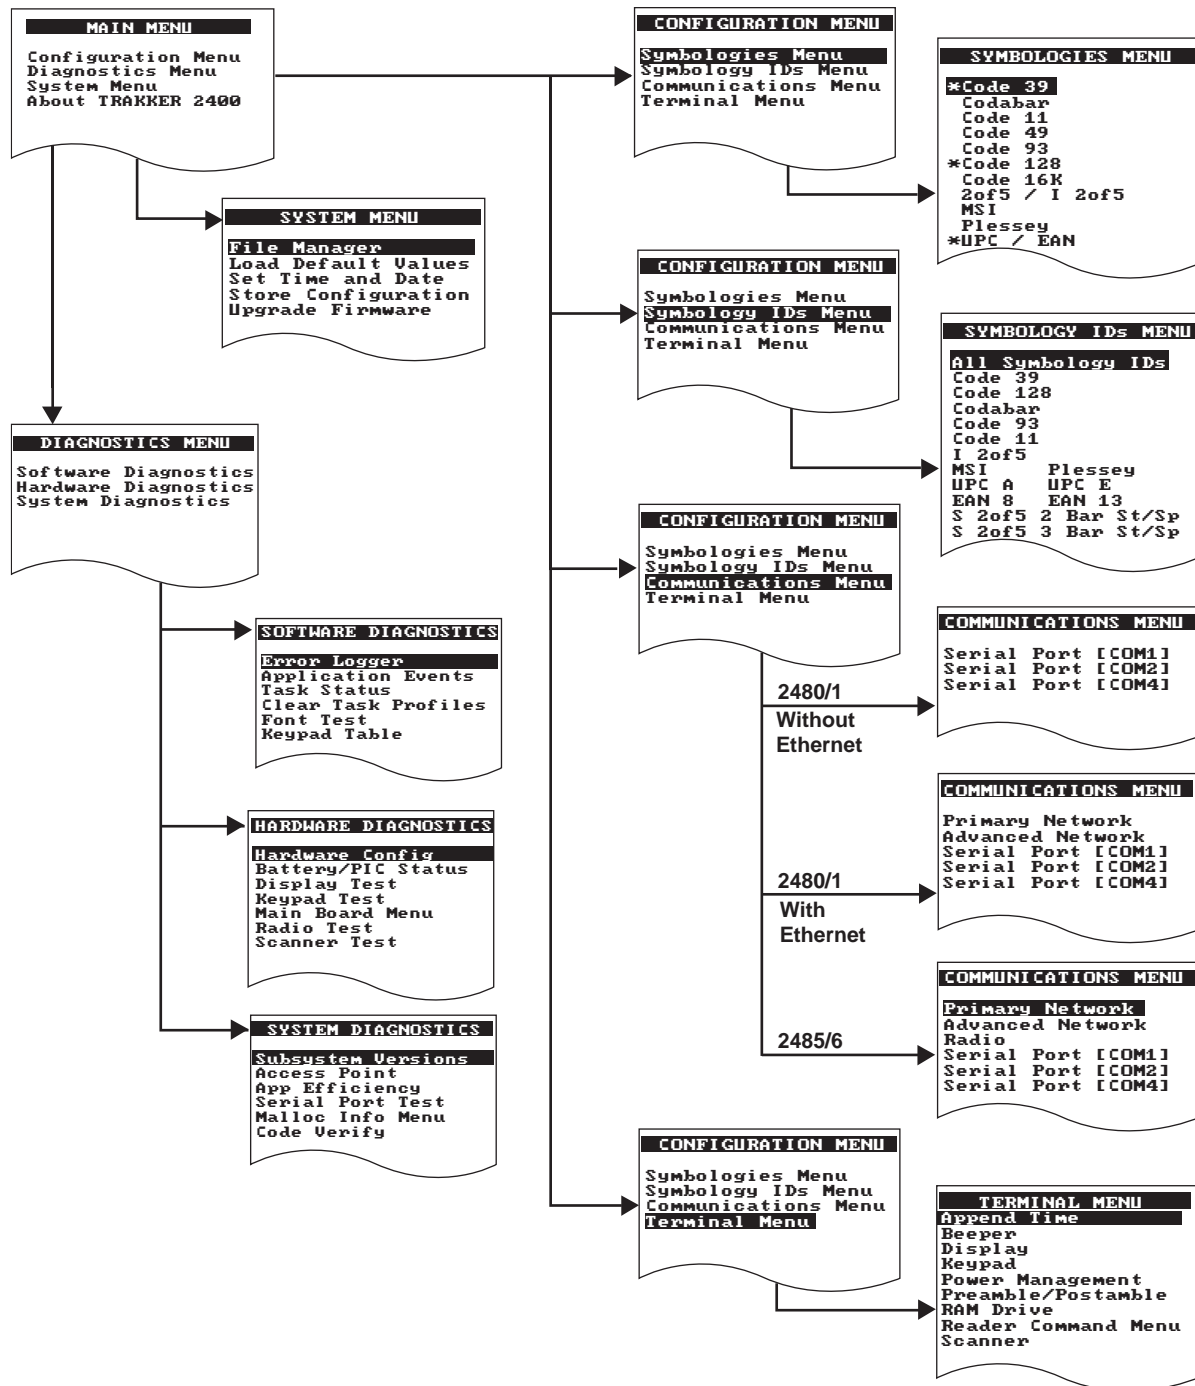 MAIN MENU
Configuration Menu
Diagnostics Menu
System Menu
About TRAKKER 2400
SYSTEM MENU
File Manager
Load Default Values
Set Time and Date
Store Configuration
Upgrade Firmware
DIAGNOSTICS MENU
Software Diagnostics
Hardware Diagnostics
System Diagnostics
SOFTWARE DIAGNOSTICS
Error Logger
Application Events
Task Status
Clear Task Profiles
Font Test
Keypad Table
HARDWARE DIAGNOSTICS
Hardware Config
Battery/PIC Status
Display Test
Keypad Test
Main Board Menu
Radio Test
Scanner Test
SYSTEM DIAGNOSTICS
Subsystem Versions
Access Point
App Efficiency
Serial Port Test
Malloc Info Menu
Code Verify
CONFIGURATION MENU
Symbologies Menu
Symbology IDs Menu
Communications Menu
Terminal Menu
SYMBOLOGIES MENU
*Code 39
Codabar
Code 11
Code 49
Code 93
*Code 128
Code 16K
2of5 / I 2of5
MSI
Plessey
*UPC / EAN
CONFIGURATION MENU
Symbologies Menu
Symbology IDs Menu
Communications Menu
Terminal Menu
SYMBOLOGY IDs MENU
All Symbology IDs
Code 39
Code 128
Codabar
Code 93
Code 11
I 2of5
MSI Plessey
UPC A UPC E
EAN 8 EAN 13
S 2of5 2 Bar St/Sp
S 2of5 3 Bar St/Sp
CONFIGURATION MENU
Symbologies Menu
Symbology IDs Menu
Communications Menu
Terminal Menu
2480/1
Without
Ethernet
COMMUNICATIONS MENU
Serial Port [COM1]
Serial Port [COM2]
Serial Port [COM4]
2480/1
With
Ethernet
COMMUNICATIONS MENU
Primary Network
Advanced Network
Serial Port [COM1]
Serial Port [COM2]
Serial Port [COM4]
2485/6
COMMUNICATIONS MENU
Primary Network
Advanced Network
Radio
Serial Port [COM1]
Serial Port [COM2]
Serial Port [COM4]
CONFIGURATION MENU
Symbologies Menu
Symbology IDs Menu
Communications Menu
Terminal Menu
TERMINAL MENU
Append Time
Beeper
Display
Keypad
Power Management
Preamble/Postamble
RAM Drive
Reader Command Menu
Scanner